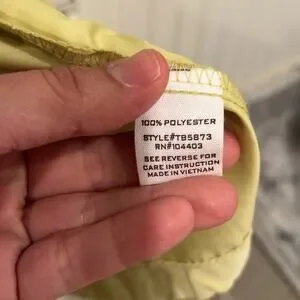 100% POLYESTER
STYLE#TB5873
RN#104403
SEE REVERSE FOR
CARE INSTRUCTION
MADE IN VIETNAM